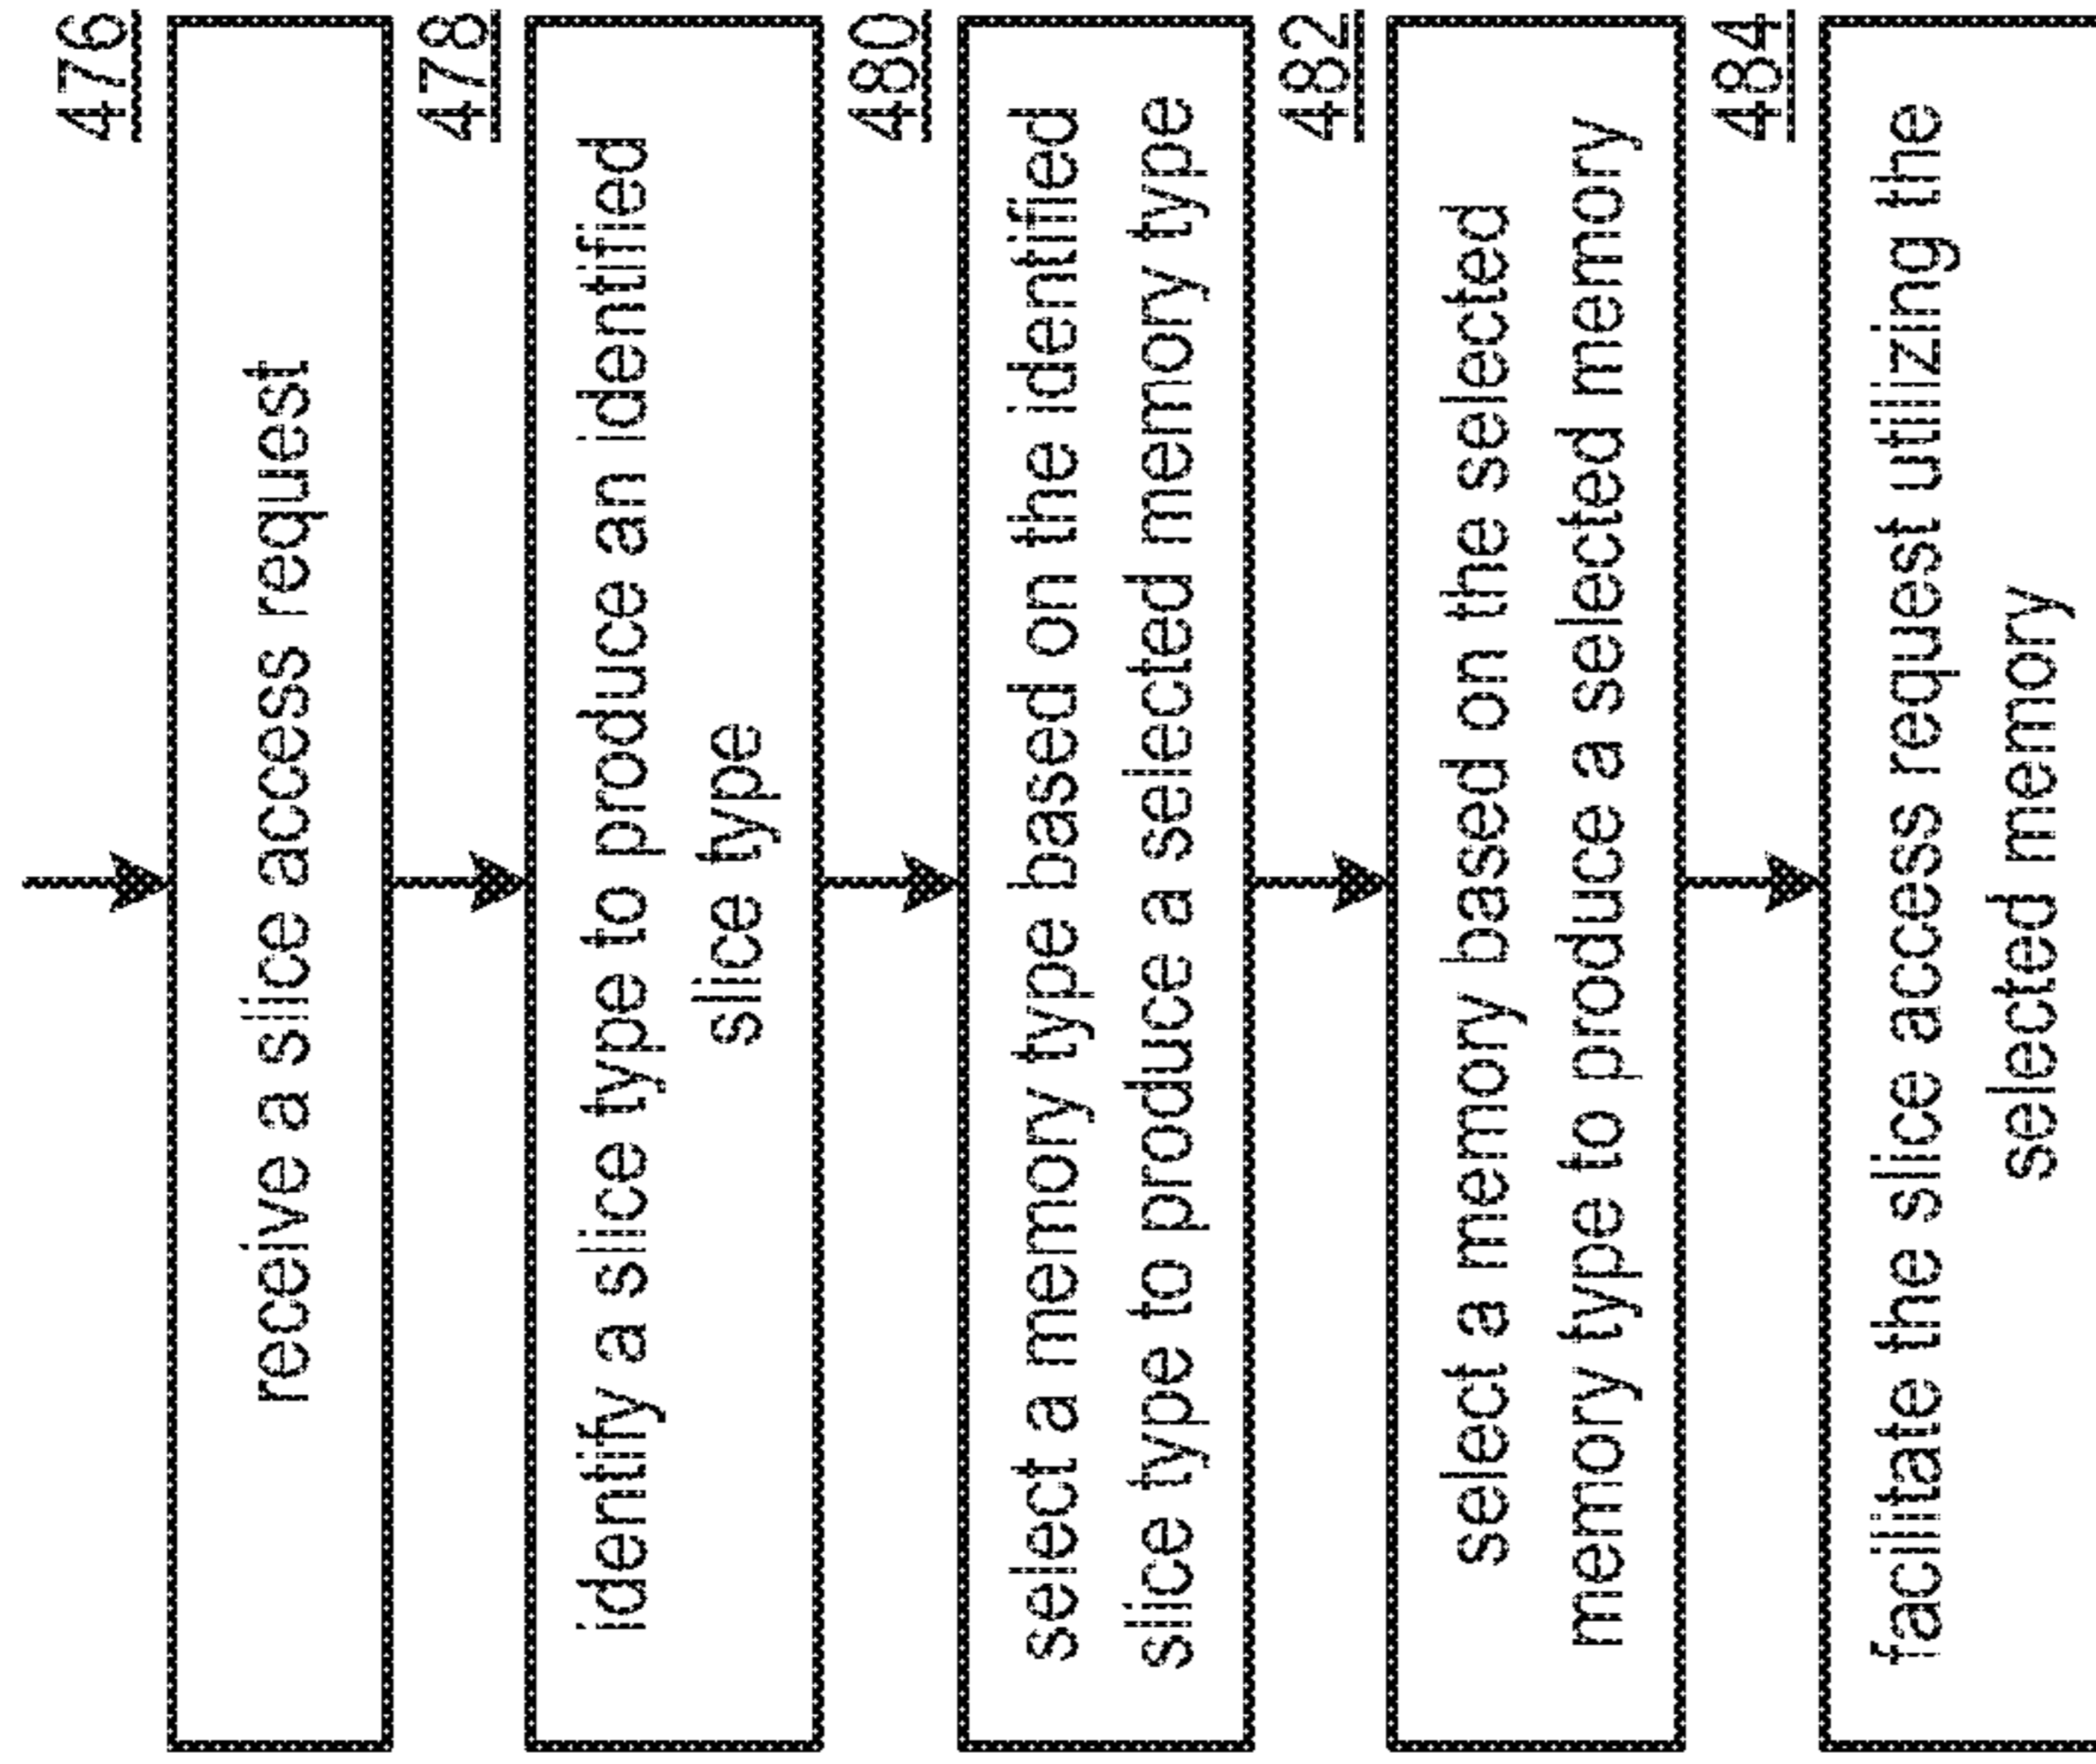 476
receive a slice access request
478
identify a slice type to produce an identified
slice type
480
select a memory type based on the identified
slice type to produce a selected memory type
482
select a memory based on the selected
memory type to produce a selected memory
484
facilitate the slice access request utilizing the
selected memory